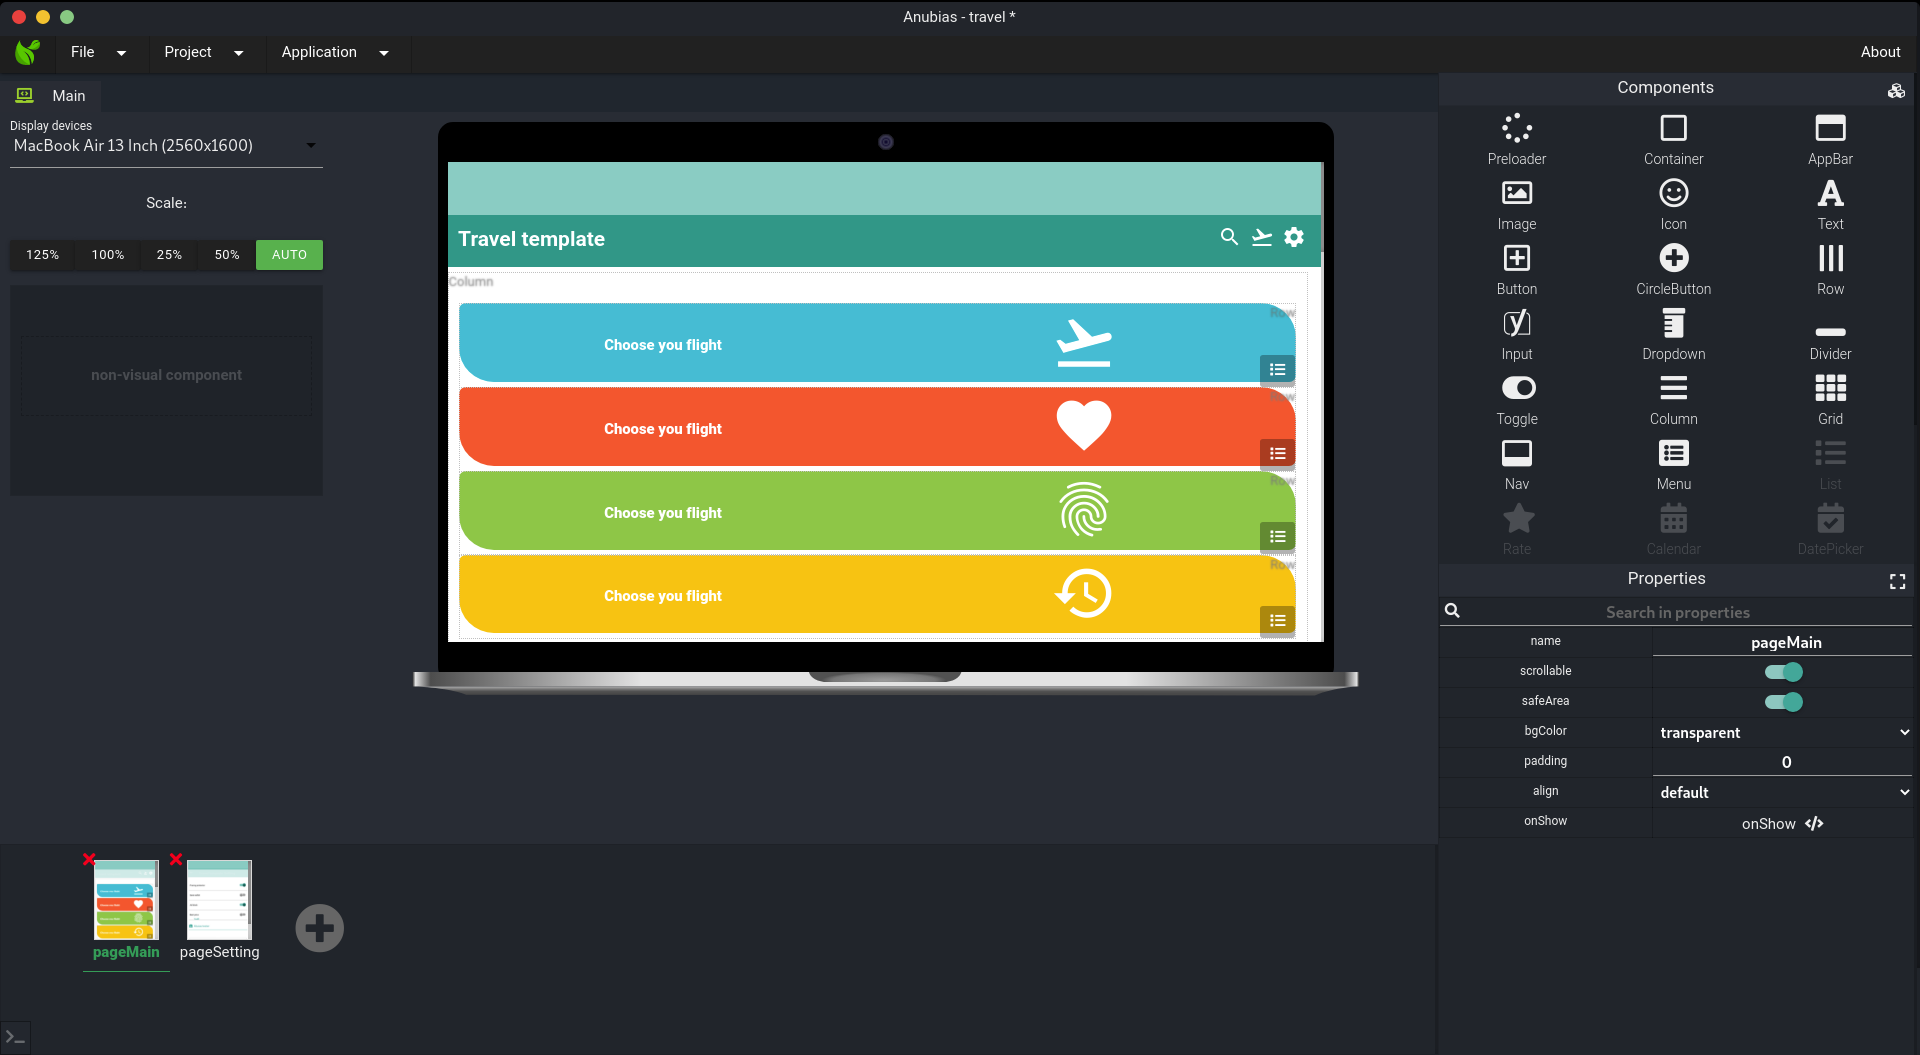 Anubias - travel *
File
Project
Application
About
Main
Display devices
MacBook Air 13 Inch (2560x1600)
Scale:
125%
100%
25%
50%
AUTO
non-visual component
Travel template
Column
Row
Choose you flight
Row
Choose you flight
Row
Choose you flight
Row
Choose you flight
pageMain
pageSetting
Components
Preloader
Container
AppBar
Image
Icon
Text
Button
CircleButton
Row
Input
Dropdown
Divider
Toggle
Column
Grid
Nav
Menu
List
Rate
Calendar
DatePicker
Properties
Search in properties
name
pageMain
scrollable
safeArea
bgColor
transparent
padding
0
align
default
onShow
onShow